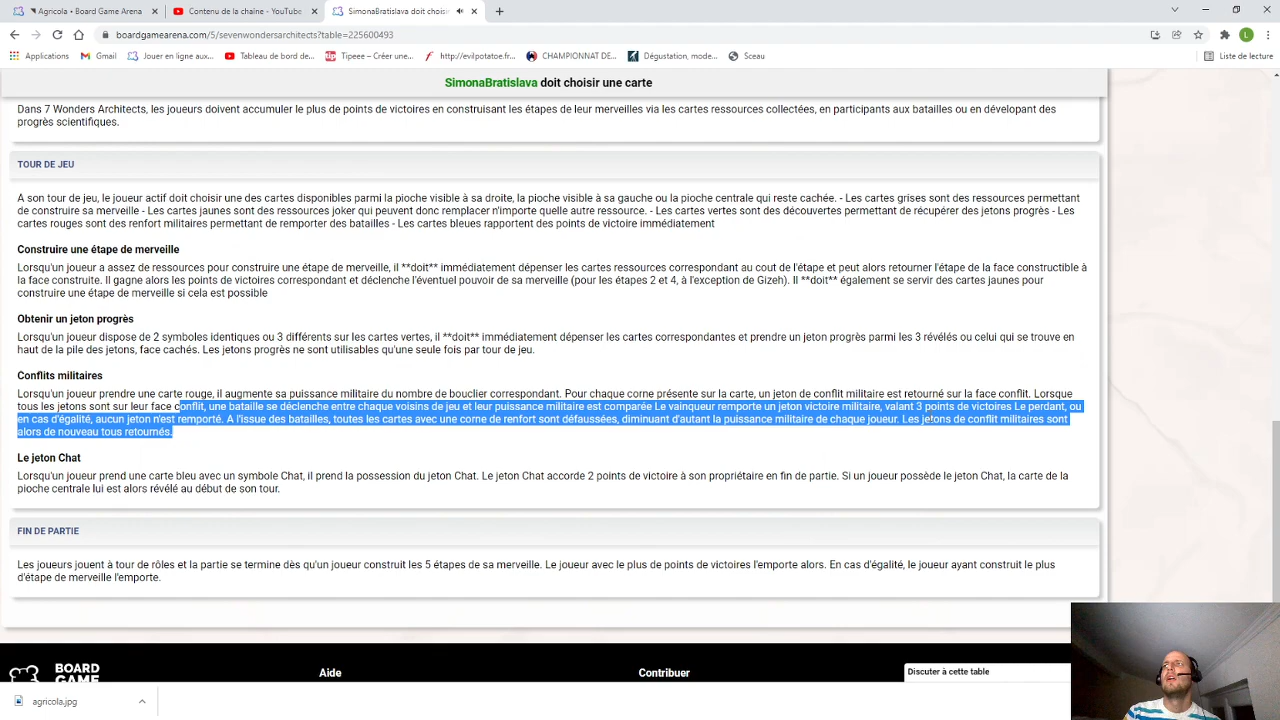 Agricola • Board Game Arena
Contenu de la chaîne - YouTube
SimonaBratislava doit choisir
boardgamearena.com/5/sevenwondersarchitects?table=225600493
L
Applications
Gmail
Jouer en ligne aux...
Tableau de bord de...
Tipeee – Créer une...
http://evilpotatoe.fr...
CHAMPIONNAT DE...
Dégustation, mode...
Sceau
Liste de lecture
SimonaBratislava doit choisir une carte
Dans 7 Wonders Architects, les joueurs doivent accumuler le plus de points de victoires en construisant les étapes de leur merveilles via les cartes ressources collectées, en participants aux batailles ou en dévelopant des
progrès scientifiques.
TOUR DE JEU
A son tour de jeu, le joueur actif doit choisir une des cartes disponibles parmi la pioche visible à sa droite, la pioche visible à sa gauche ou la pioche centrale qui reste cachée. - Les cartes grises sont des ressources permettant
de construire sa merveille - Les cartes jaunes sont des ressources joker qui peuvent donc remplacer n'importe quelle autre ressource. - Les cartes vertes sont des découvertes permettant de récupérer des jetons progrès - Les
cartes rouges sont des renfort militaires permettant de remporter des batailles - Les cartes bleues rapportent des points de victoire immédiatement
Construire une étape de merveille
Lorsqu'un joueur a assez de ressources pour construire une étape de merveille, il **doit** immédiatement dépenser les cartes ressources correspondant au cout de l'étape et peut alors retourner l'étape de la face constructible à
la face construite. Il gagne alors les points de victoires correspondant et déclenche l'éventuel pouvoir de sa merveille (pour les étapes 2 et 4, à l'exception de Gizeh). Il **doit** également se servir des cartes jaunes pour
construire une étape de merveille si cela est possible
Obtenir un jeton progrès
Lorsqu'un joueur dispose de 2 symboles identiques ou 3 différents sur les cartes vertes, il **doit** immédiatement dépenser les cartes correspondantes et prendre un jeton progrès parmi les 3 révélés ou celui qui se trouve en
haut de la pile des jetons, face cachés. Les jetons progrès ne sont utilisables qu'une seule fois par tour de jeu.
Conflits militaires
Lorsqu'un joueur prendre une carte rouge, il augmente sa puissance militaire du nombre de bouclier correspondant. Pour chaque corne présente sur la carte, un jeton de conflit militaire est retourné sur la face conflit. Lorsque
tous les jetons sont sur leur face conflit, une bataille se déclenche entre chaque voisins de jeu et leur puissance militaire est comparée Le vainqueur remporte un jeton victoire militaire, valant 3 points de victoires Le perdant, ou
en cas d'égalité, aucun jeton n'est remporté. A l'issue des batailles, toutes les cartes avec une corne de renfort sont défaussées, diminuant d'autant la puissance militaire de chaque joueur. Les jetons de conflit militaires sont
alors de nouveau tous retournés.
Le jeton Chat
Lorsqu'un joueur prend une carte bleu avec un symbole Chat, il prend la possession du jeton Chat. Le jeton Chat accorde 2 points de victoire à son propriétaire en fin de partie. Si un joueur possède le jeton Chat, la carte de la
pioche centrale lui est alors révélé au début de son tour.
FIN DE PARTIE
Les joueurs jouent à tour de rôles et la partie se termine dès qu'un joueur construit les 5 étapes de sa merveille. Le joueur avec le plus de points de victoires l'emporte alors. En cas d'égalité, le joueur ayant construit le plus
d'étape de merveille l'emporte.
BOARD
GAME
Aide
Contribuer
Discuter à cette table
agricola.jpg